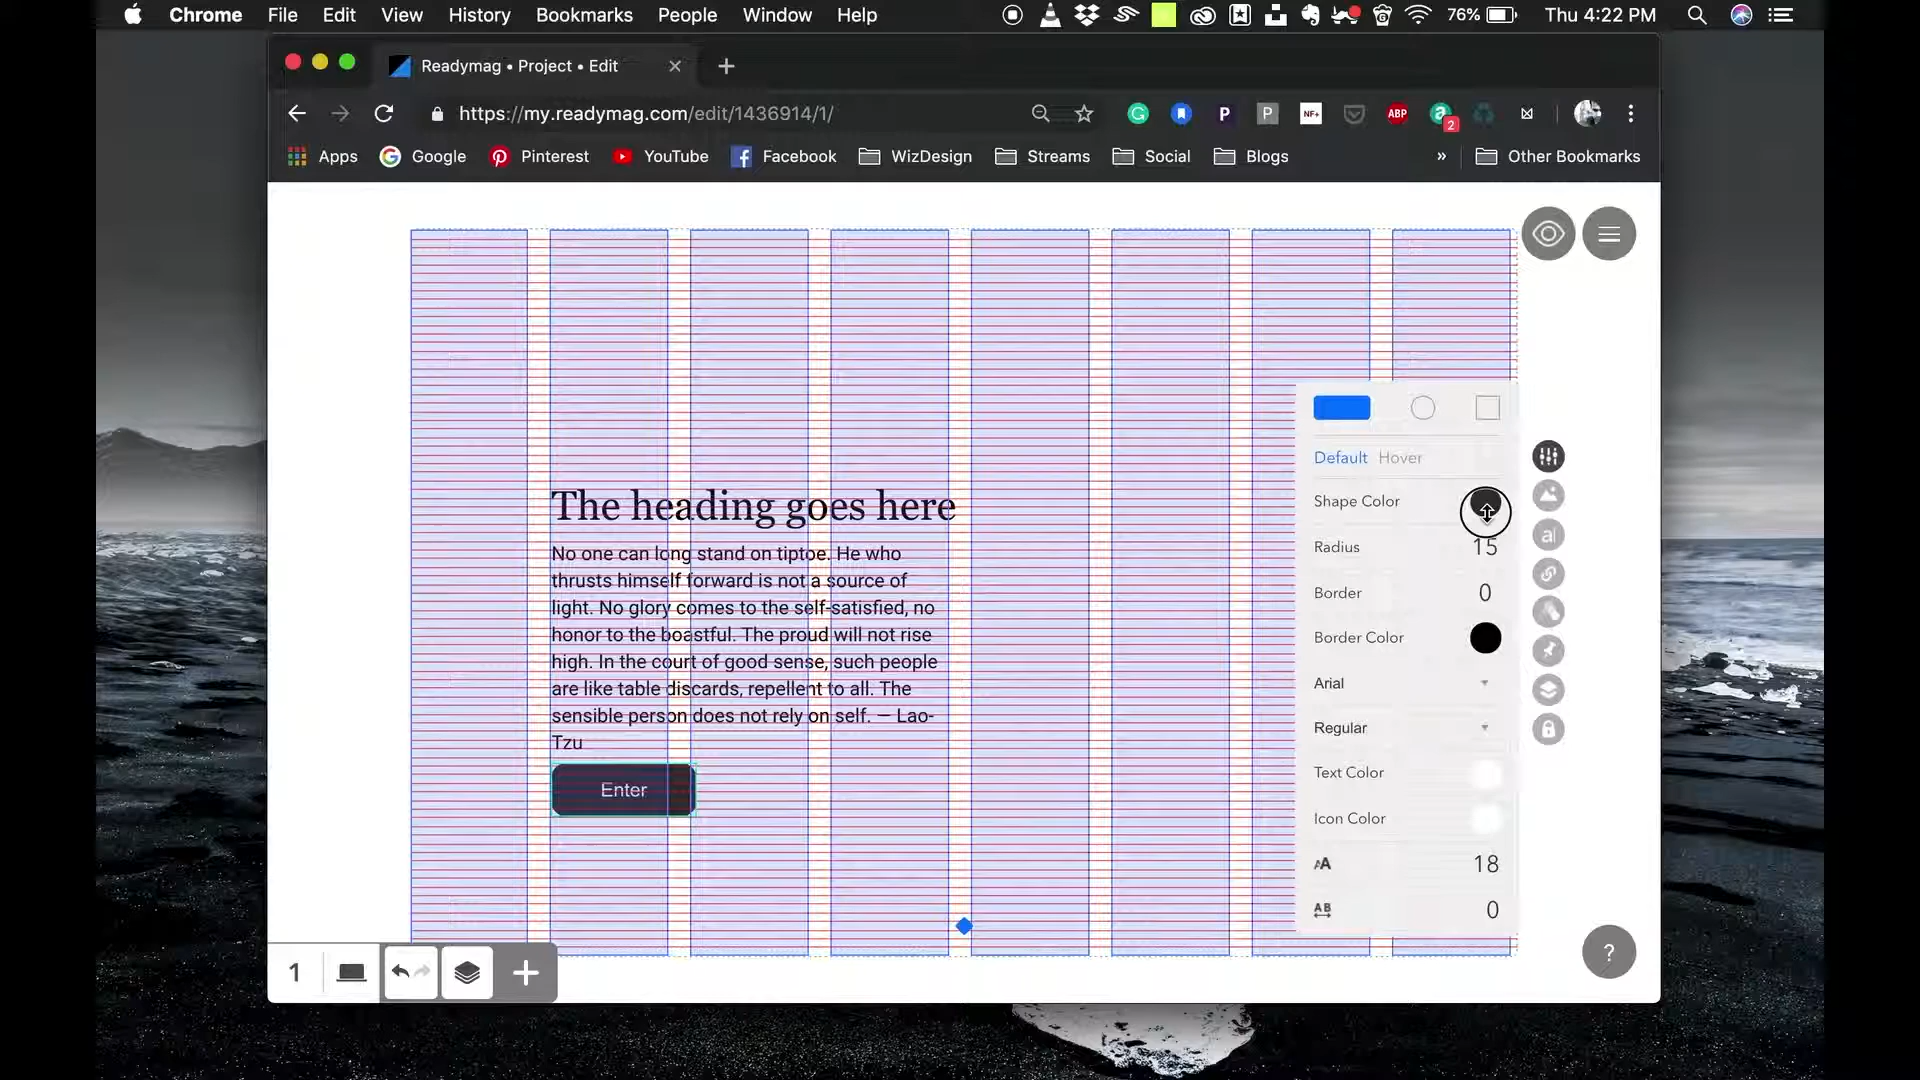 Chrome File Edit View History Bookmarks People Window Help 76% Thu 4:22 PM
Readymag • Project • Edit
https://my.readymag.com/edit/1436914/1/ P P NF+ ABP 2
Apps Google Pinterest YouTube Facebook WizDesign Streams Social Blogs » Other Bookmarks
Default Hover
Shape Color
Radius 15
Border 0
Border Color
Arial
Regular
Text Color
Icon Color
AA 18
AB 0
al
The heading goes here
No one can long stand on tiptoe. He who
thrusts himself forward is not a source of
light. No glory comes to the self-satisfied, no
honor to the boastful. The proud will not rise
high. In the court of good sense, such people
are like table discards, repellent to all. The
sensible person does not rely on self. — Lao-
Tzu
Enter
1
?